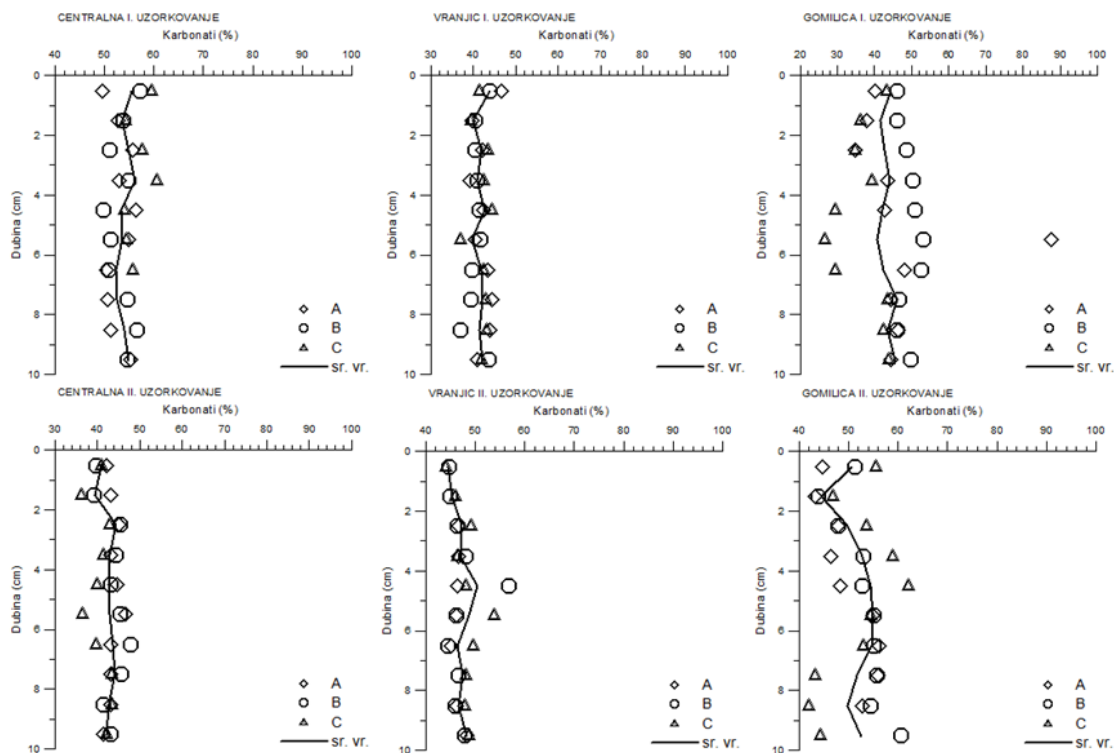 CENTRALNA I. UZORKOVANJE
Karbonati (%)
40 50 60 70 80 90 100
0
2
4
6
8
10
Dubina (cm)
A
B
C
sr. vr.
VRANJIC I. UZORKOVANJE
Karbonati (%)
30 40 50 60 70 80 90 100
0
2
4
6
8
10
Dubina (cm)
A
B
C
sr. vr.
GOMILICA I. UZORKOVANJE
Karbonati (%)
20 30 40 50 60 70 80 90 100
0
2
4
6
8
10
Dubina (cm)
A
B
C
sr. vr.
CENTRALNA II. UZORKOVANJE
Karbonati (%)
30 40 50 60 70 80 90 100
0
2
4
6
8
10
Dubina (cm)
A
B
C
sr. vr.
VRANJIC II. UZORKOVANJE
Karbonati (%)
40 50 60 70 80 90 100
0
2
4
6
8
10
Dubina (cm)
A
B
C
sr. vr.
GOMILICA II. UZORKOVANJE
Karbonati (%)
40 50 60 70 80 90 100
0
2
4
6
8
10
Dubina (cm)
A
B
C
sr. vr.